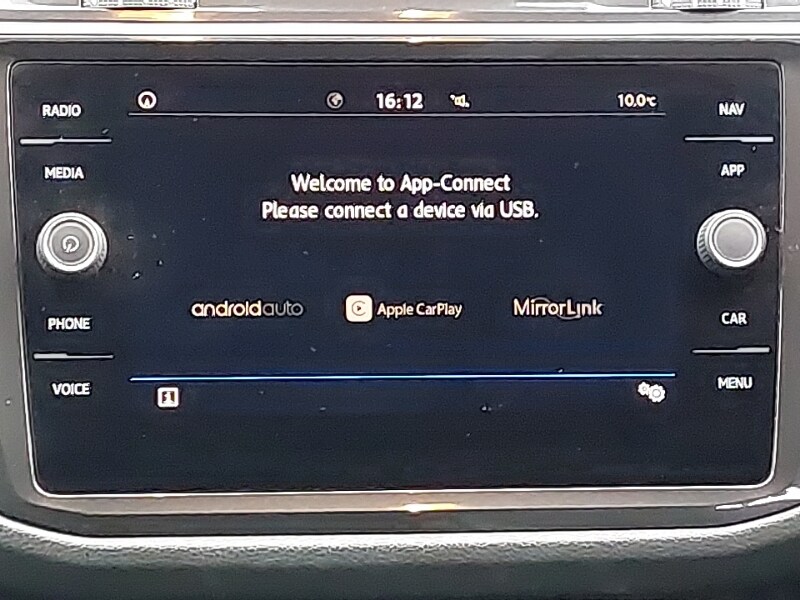 RADIO
MEDIA
PHONE
VOICE
16:12
10.0°C
Welcome to App-Connect
Please connect a device via USB.
androidauto
Apple CarPlay
MirrorLink
i
NAV
APP
CAR
MENU